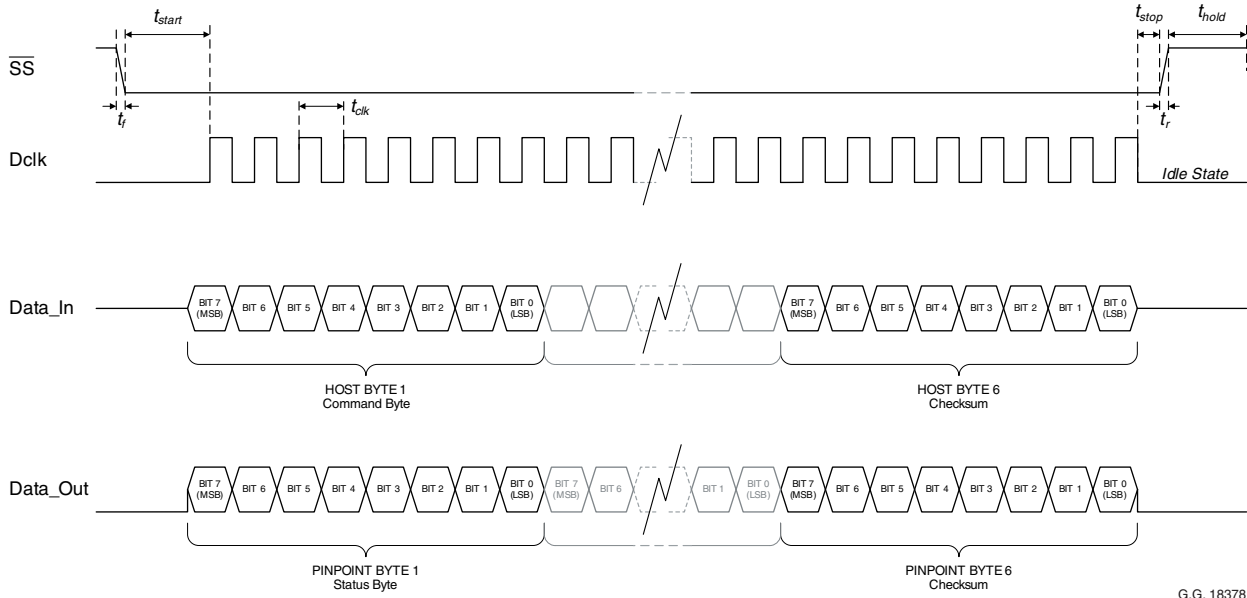 t_start
t_stop
t_hold
SS
t_f
t_clk
t_r
Dclk
Idle State
Data_In
BIT 7 (MSB) BIT 6 BIT 5 BIT 4 BIT 3 BIT 2 BIT 1 BIT 0 (LSB) BIT 7 (MSB) BIT 6 BIT 5 BIT 4 BIT 3 BIT 2 BIT 1 BIT 0 (LSB)
HOST BYTE 1
Command Byte
HOST BYTE 6
Checksum
Data_Out
BIT 7 (MSB) BIT 6 BIT 5 BIT 4 BIT 3 BIT 2 BIT 1 BIT 0 (LSB) BIT 7 (MSB) BIT 6 BIT 1 BIT 0 (LSB) BIT 7 (MSB) BIT 6 BIT 5 BIT 4 BIT 3 BIT 2 BIT 1 BIT 0 (LSB)
PINPOINT BYTE 1
Status Byte
PINPOINT BYTE 6
Checksum
G.G. 18378